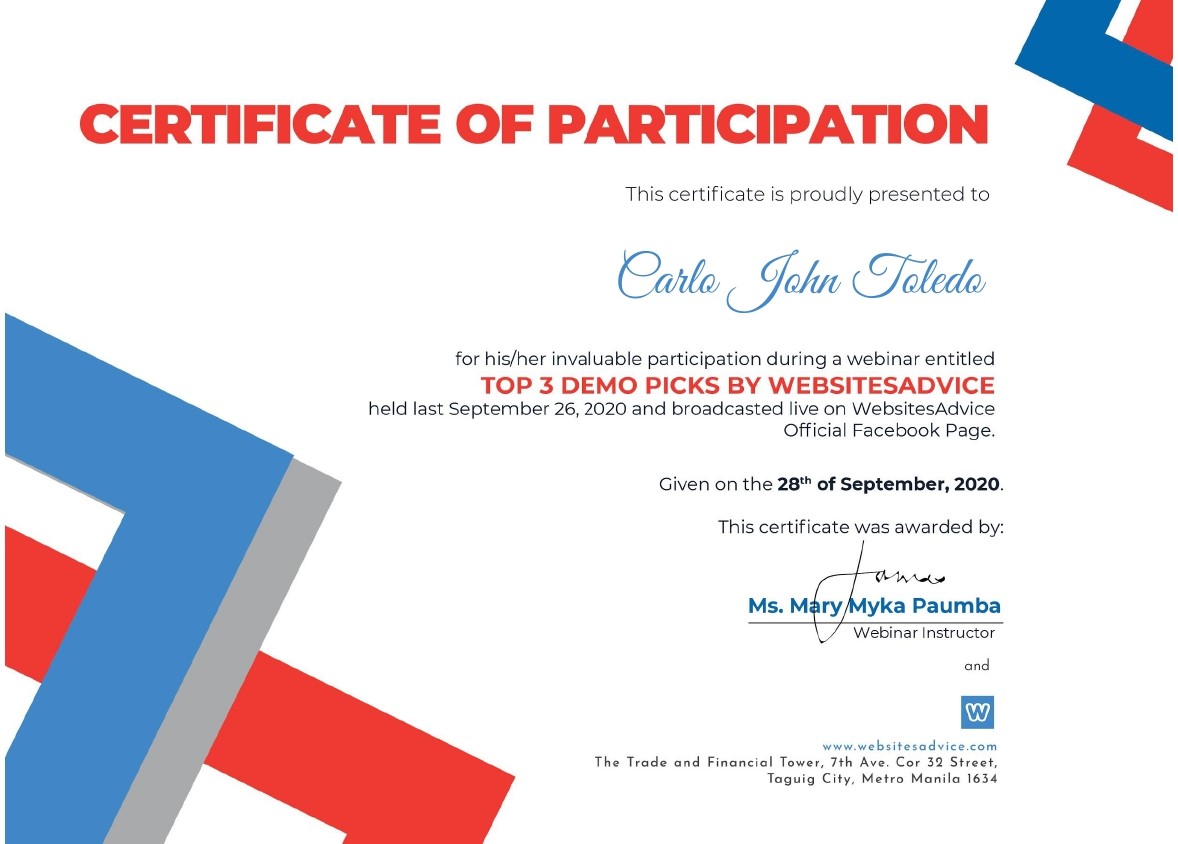 CERTIFICATE OF PARTICIPATION
This certificate is proudly presented to
Carlo John Toledo
for his/her invaluable participation during a webinar entitled
TOP 3 DEMO PICKS BY WEBSITESADVICE
held last September 26, 2020 and broadcasted live on WebsitesAdvice
Official Facebook Page.
Given on the 28th of September, 2020.
This certificate was awarded by:
Ms. Mary Myka Paumba
Webinar Instructor
and
W
www.websitesadvice.com
The Trade and Financial Tower, 7th Ave. Cor 32 Street,
Taguig City, Metro Manila 1634